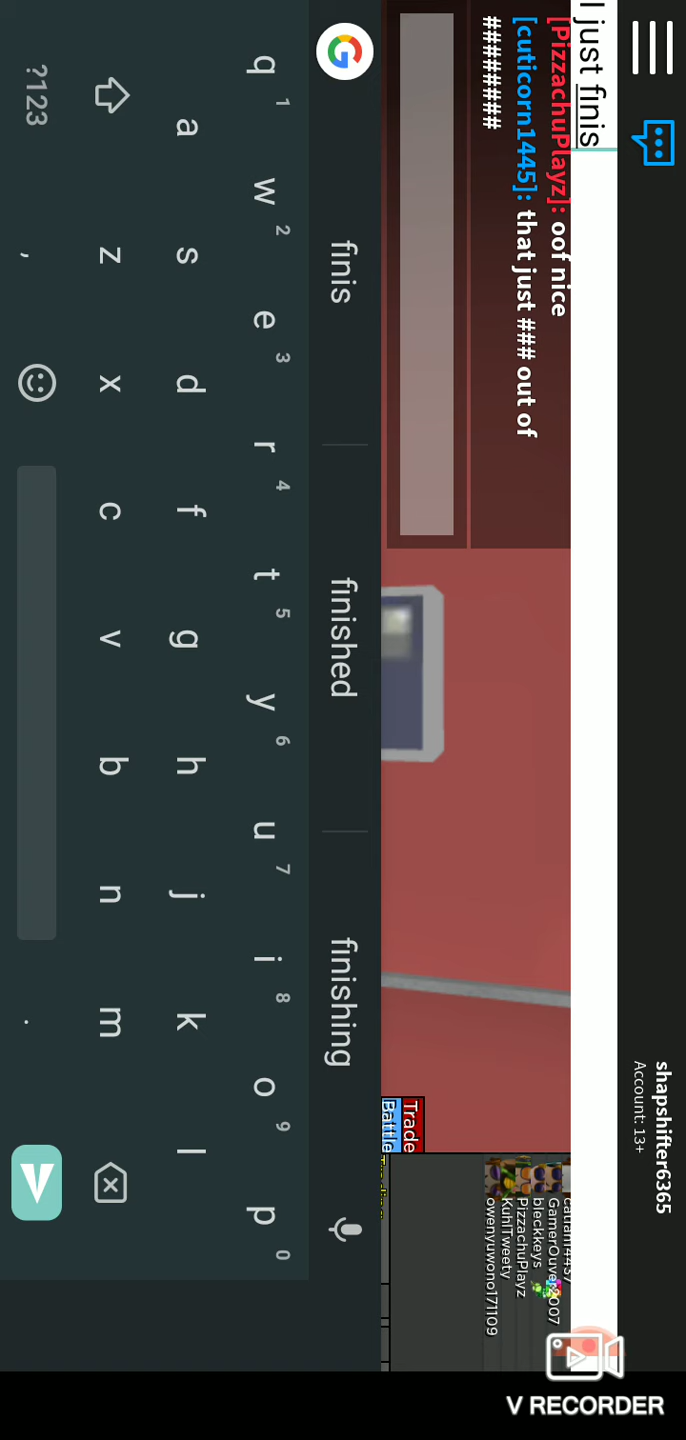 shapshifter6365
Account: 13+
I just finis
[PizzachuPlayz]: oof nice
[cuticorn1445]: that just ### out of
#########
Trade
Battle
GamerOuver2007
bleckkeys
PizzachuPlayz
KuhlTweety
owenyuwono171109
G
finis
finished
finishing
q 1 w 2 e 3 r 4 t 5 y 6 u 7 i 8 o 9 p 0
a s d f g h j k l
z x c v b n m
?123 , .
V RECORDER